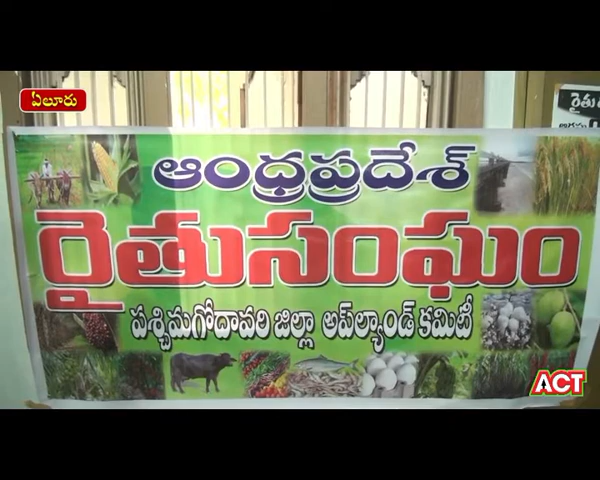 ఏలూరు
ఆంధ్రప్రదేశ్
రైతుసంఘం
పశ్చిమగోదావరి జిల్లా అప్‌ల్యాండ్ కమిటీ
రైతు
ACT